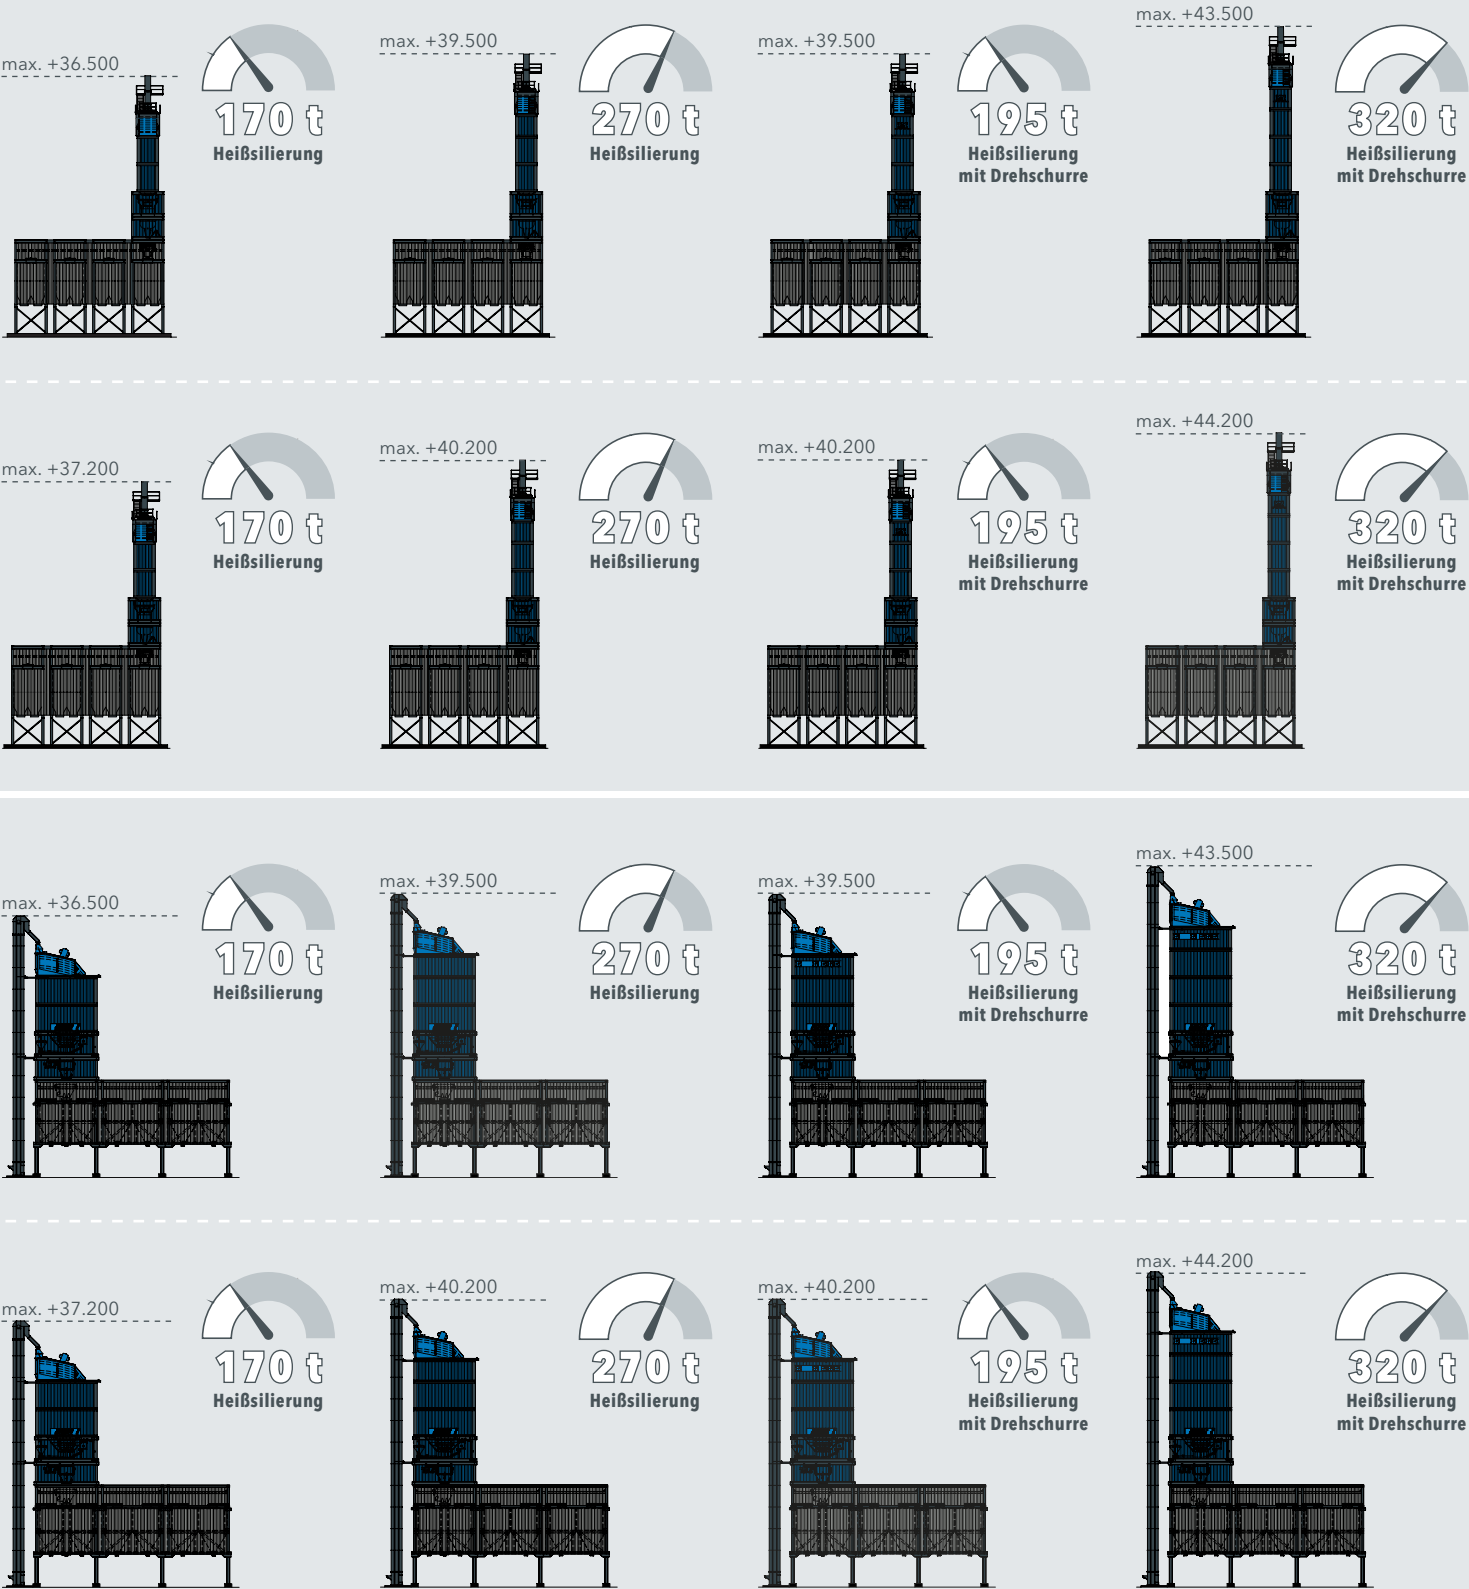 max. +36.500
170 t
Heißsilierung
max. +39.500
270 t
Heißsilierung
max. +39.500
195 t
Heißsilierung
mit Drehschurre
max. +43.500
320 t
Heißsilierung
mit Drehschurre
max. +37.200
170 t
Heißsilierung
max. +40.200
270 t
Heißsilierung
max. +40.200
195 t
Heißsilierung
mit Drehschurre
max. +44.200
320 t
Heißsilierung
mit Drehschurre
max. +36.500
170 t
Heißsilierung
max. +39.500
270 t
Heißsilierung
max. +39.500
195 t
Heißsilierung
mit Drehschurre
max. +43.500
320 t
Heißsilierung
mit Drehschurre
max. +37.200
170 t
Heißsilierung
max. +40.200
270 t
Heißsilierung
max. +40.200
195 t
Heißsilierung
mit Drehschurre
max. +44.200
320 t
Heißsilierung
mit Drehschurre